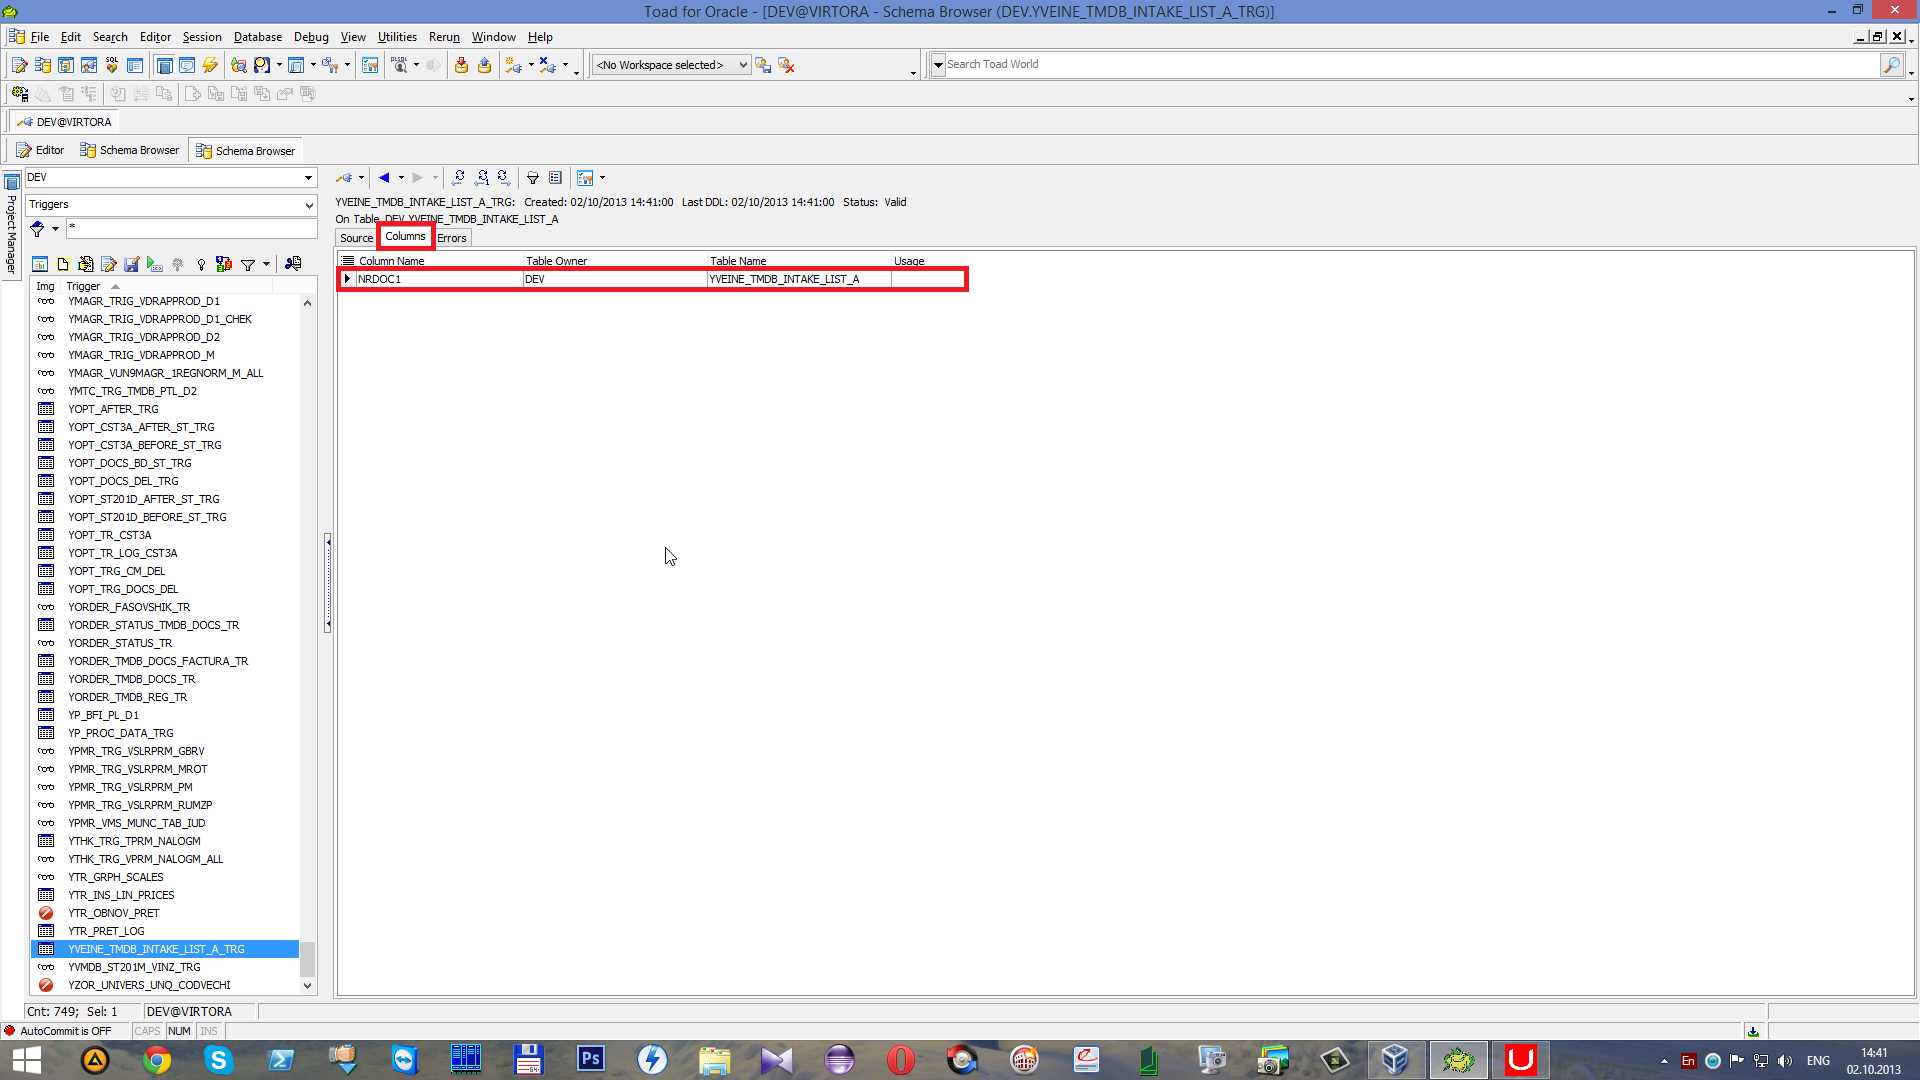 Toad for Oracle - [DEV@VIRTORA - Schema Browser (DEV.YVEINE_TMDB_INTAKE_LIST_A_TRG)]
File Edit Search Editor Session Database Debug View Utilities Rerun Window Help
SQL
<No Workspace selected>
Search Toad World
DEV@VIRTORA
Editor Schema Browser Schema Browser
Project Manager
DEV
Triggers
*
Img Trigger
YMAGR_TRIG_VDRAPPROD_D1
YMAGR_TRIG_VDRAPPROD_D1_CHEK
YMAGR_TRIG_VDRAPPROD_D2
YMAGR_TRIG_VDRAPPROD_M
YMAGR_VUN9MAGR_1REGNORM_M_ALL
YMTC_TRG_TMDB_PTL_D2
YOPT_AFTER_TRG
YOPT_CST3A_AFTER_ST_TRG
YOPT_CST3A_BEFORE_ST_TRG
YOPT_DOCS_BD_ST_TRG
YOPT_DOCS_DEL_TRG
YOPT_ST201D_AFTER_ST_TRG
YOPT_ST201D_BEFORE_ST_TRG
YOPT_TR_CST3A
YOPT_TR_LOG_CST3A
YOPT_TRG_CM_DEL
YOPT_TRG_DOCS_DEL
YORDER_FASOVSHIK_TR
YORDER_STATUS_TMDB_DOCS_TR
YORDER_STATUS_TR
YORDER_TMDB_DOCS_FACTURA_TR
YORDER_TMDB_DOCS_TR
YORDER_TMDB_REG_TR
YP_BFI_PL_D1
YP_PROC_DATA_TRG
YPMR_TRG_VSLRPRM_GBRV
YPMR_TRG_VSLRPRM_MROT
YPMR_TRG_VSLRPRM_PM
YPMR_TRG_VSLRPRM_RUMZP
YPMR_VMS_MUNC_TAB_IUD
YTHK_TRG_TPRM_NALOGM
YTHK_TRG_VPRM_NALOGM_ALL
YTR_GRPH_SCALES
YTR_INS_LIN_PRICES
YTR_OBNOV_PRET
YTR_PRET_LOG
YVEINE_TMDB_INTAKE_LIST_A_TRG
YVMDB_ST201M_VINZ_TRG
YZOR_UNIVERS_UNQ_CODVECHI
YVEINE_TMDB_INTAKE_LIST_A_TRG: Created: 02/10/2013 14:41:00 Last DDL: 02/10/2013 14:41:00 Status: Valid
On Table DEV.YVEINE_TMDB_INTAKE_LIST_A
Source Columns Errors
Column Name Table Owner Table Name Usage
NRDOC1 DEV YVEINE_TMDB_INTAKE_LIST_A
Cnt: 749; Sel: 1 DEV@VIRTORA
AutoCommit is OFF CAPS NUM INS
Ps
En ENG 14:41
02.10.2013